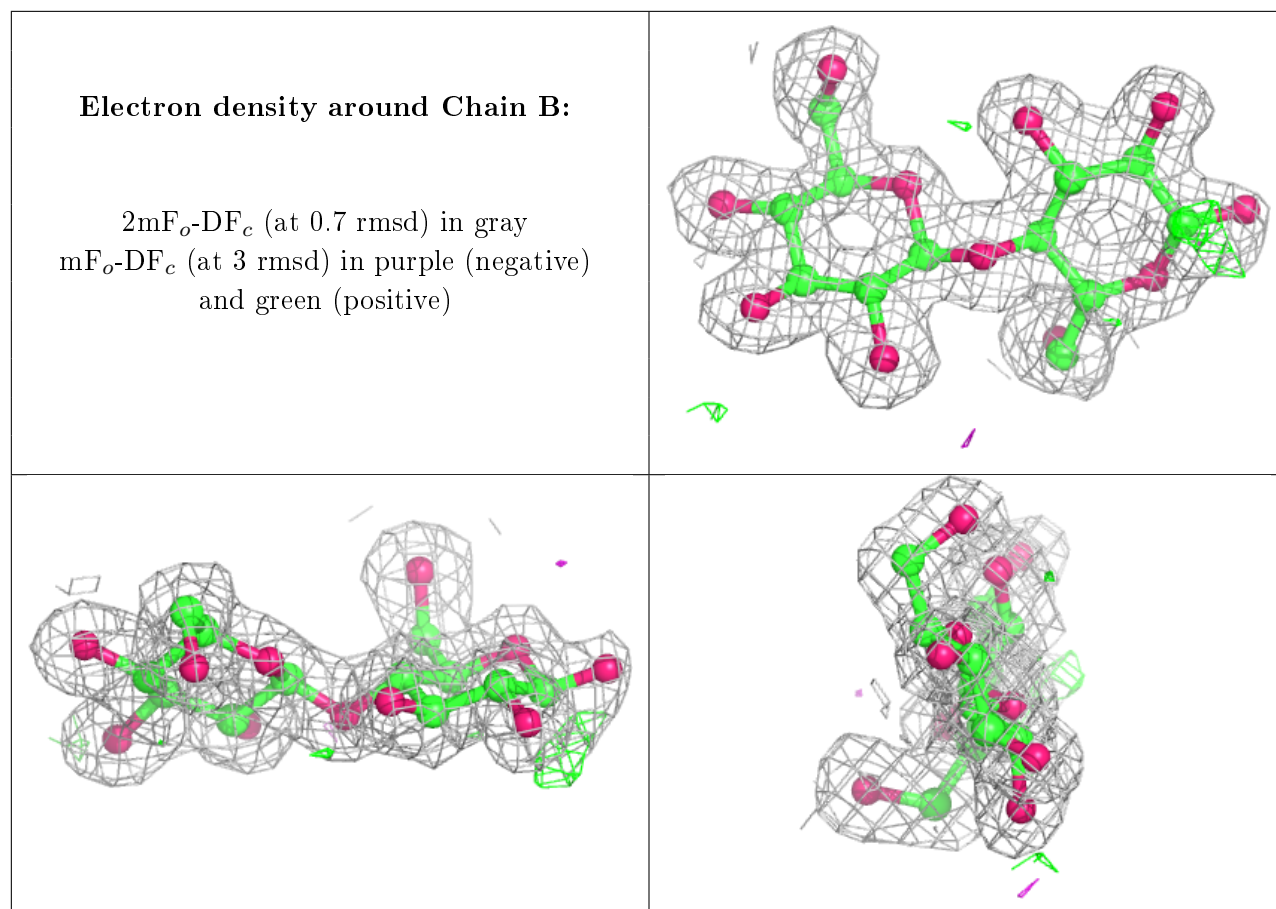 Electron density around Chain B:
2mFo-DFc (at 0.7 rmsd) in gray
mFo-DFc (at 3 rmsd) in purple (negative)
and green (positive)